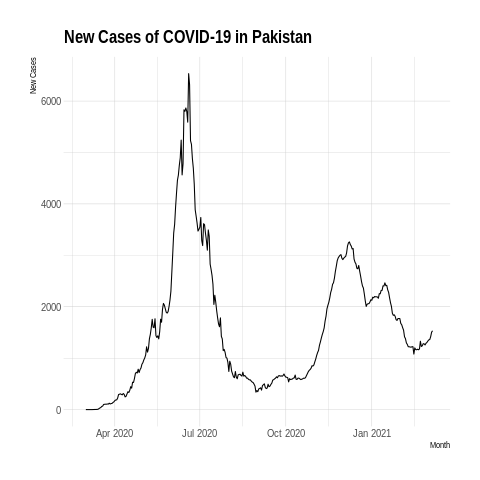 New Cases of COVID-19 in Pakistan
New Cases
6000
4000
2000
0
Apr 2020 Jul 2020 Oct 2020 Jan 2021
Month